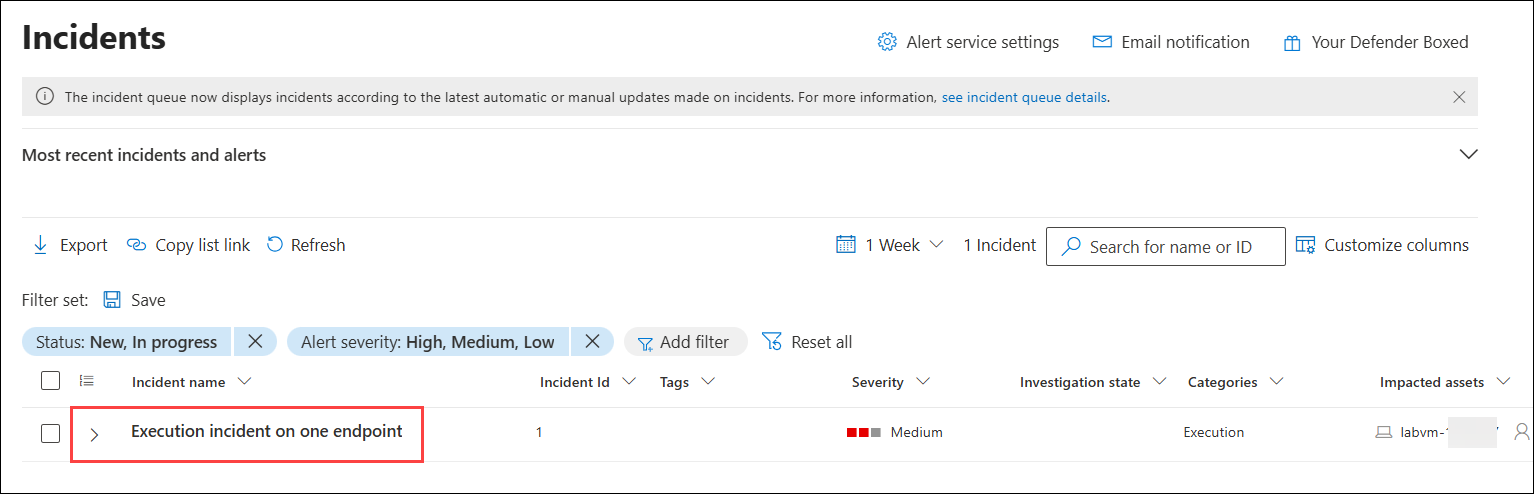 Incidents
Alert service settings Email notification Your Defender Boxed
The incident queue now displays incidents according to the latest automatic or manual updates made on incidents. For more information, see incident queue details.
Most recent incidents and alerts
Export Copy list link Refresh 1 Week 1 Incident Search for name or ID Customize columns
Filter set: Save
Status: New, In progress Alert severity: High, Medium, Low Add filter Reset all
Incident name Incident Id Tags Severity Investigation state Categories Impacted assets
Execution incident on one endpoint 1 Medium Execution